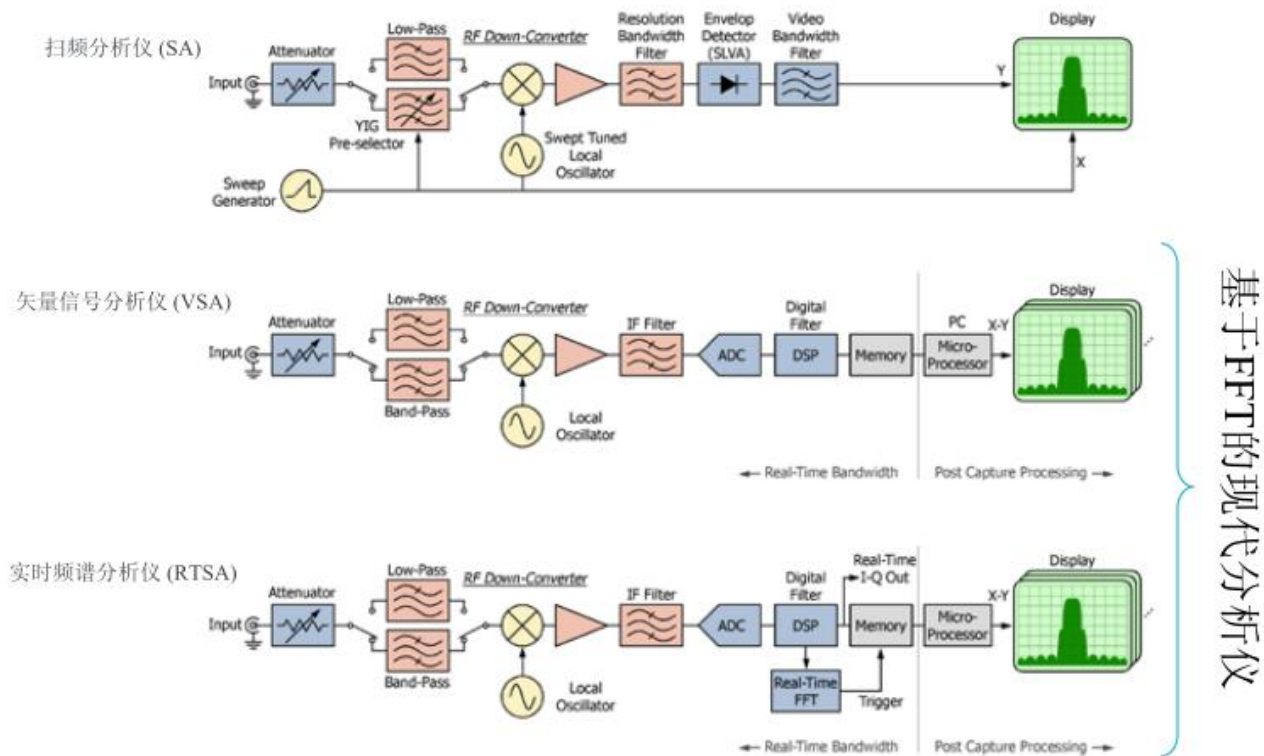 扫频分析仪 (SA)
Attenuator
Input
Low-Pass
YIG
Pre-selector
RF Down-Converter
Swept Tuned
Local
Oscillator
Resolution
Bandwidth
Filter
Envelop
Detector
(SLVA)
Video
Bandwidth
Filter
Display
Y
X
Sweep
Generator
矢量信号分析仪 (VSA)
Attenuator
Input
Low-Pass
Band-Pass
RF Down-Converter
Local
Oscillator
IF Filter
ADC
Digital
Filter
DSP
Memory
PC
Micro-
Processor
X-Y
Display
...
Real-Time Bandwidth
Post Capture Processing
实时频谱分析仪 (RTSA)
Attenuator
Input
Low-Pass
Band-Pass
RF Down-Converter
Local
Oscillator
IF Filter
ADC
Digital
Filter
DSP
Real-Time
I-Q Out
Memory
Real-Time
FFT
Trigger
Micro-
Processor
X-Y
Display
...
Real-Time Bandwidth
Post Capture Processing
基于FFT的现代分析仪